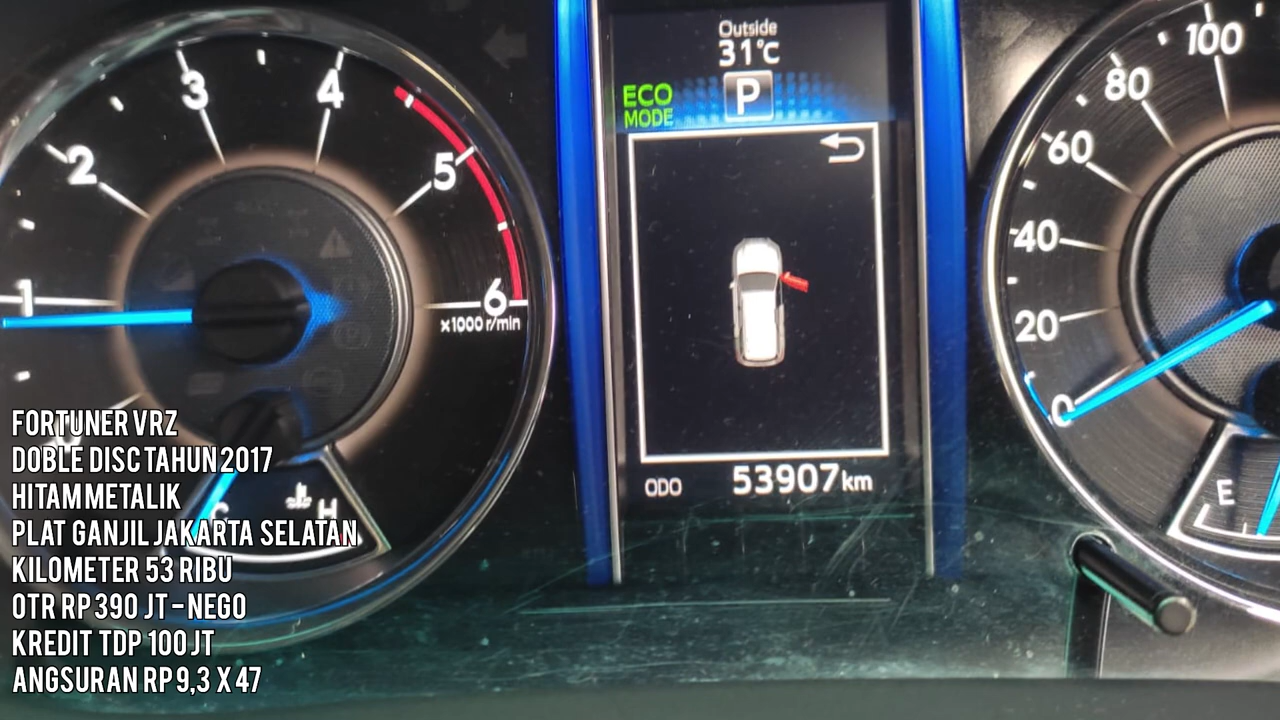 Outside
31°C
ECO
MODE
P
ODO 53907 km
1
2
3
4
5
6
x1000 r/min
C
H
0
20
40
60
80
100
E
FORTUNER VRZ
DOBLE DISC TAHUN 2017
HITAM METALIK
PLAT GANJIL JAKARTA SELATAN
KILOMETER 53 RIBU
OTR RP 390 JT - NEGO
KREDIT TDP 100 JT
ANGSURAN RP 9,3 X 47